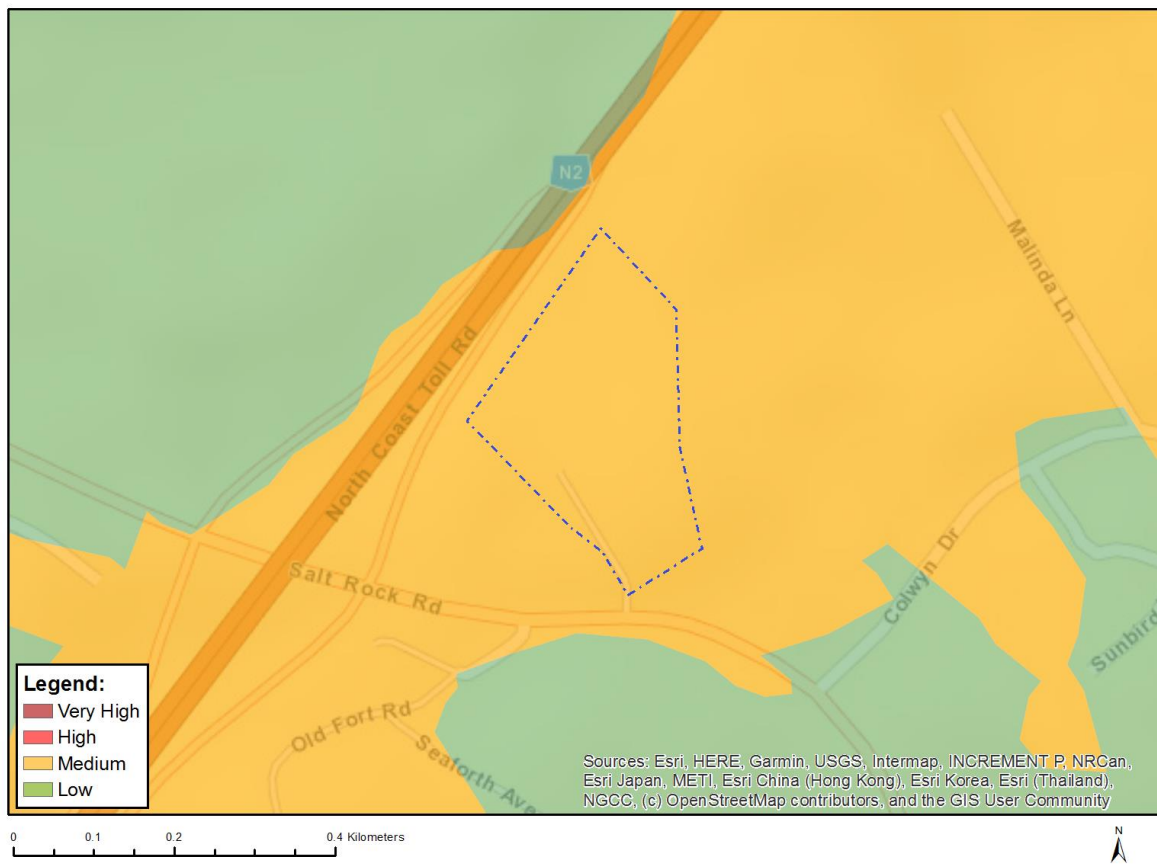 N2
Malinda Ln
North Coast Toll Rd
Salt Rock Rd
Colwyn Dr
Sunbird
Old Fort Rd
Seaforth Ave
Legend:
Very High
High
Medium
Low
Sources: Esri, HERE, Garmin, USGS, Intermap, INCREMENT P, NRCan,
Esri Japan, METI, Esri China (Hong Kong), Esri Korea, Esri (Thailand),
NGCC, (c) OpenStreetMap contributors, and the GIS User Community
0 0.1 0.2 0.4 Kilometers
N